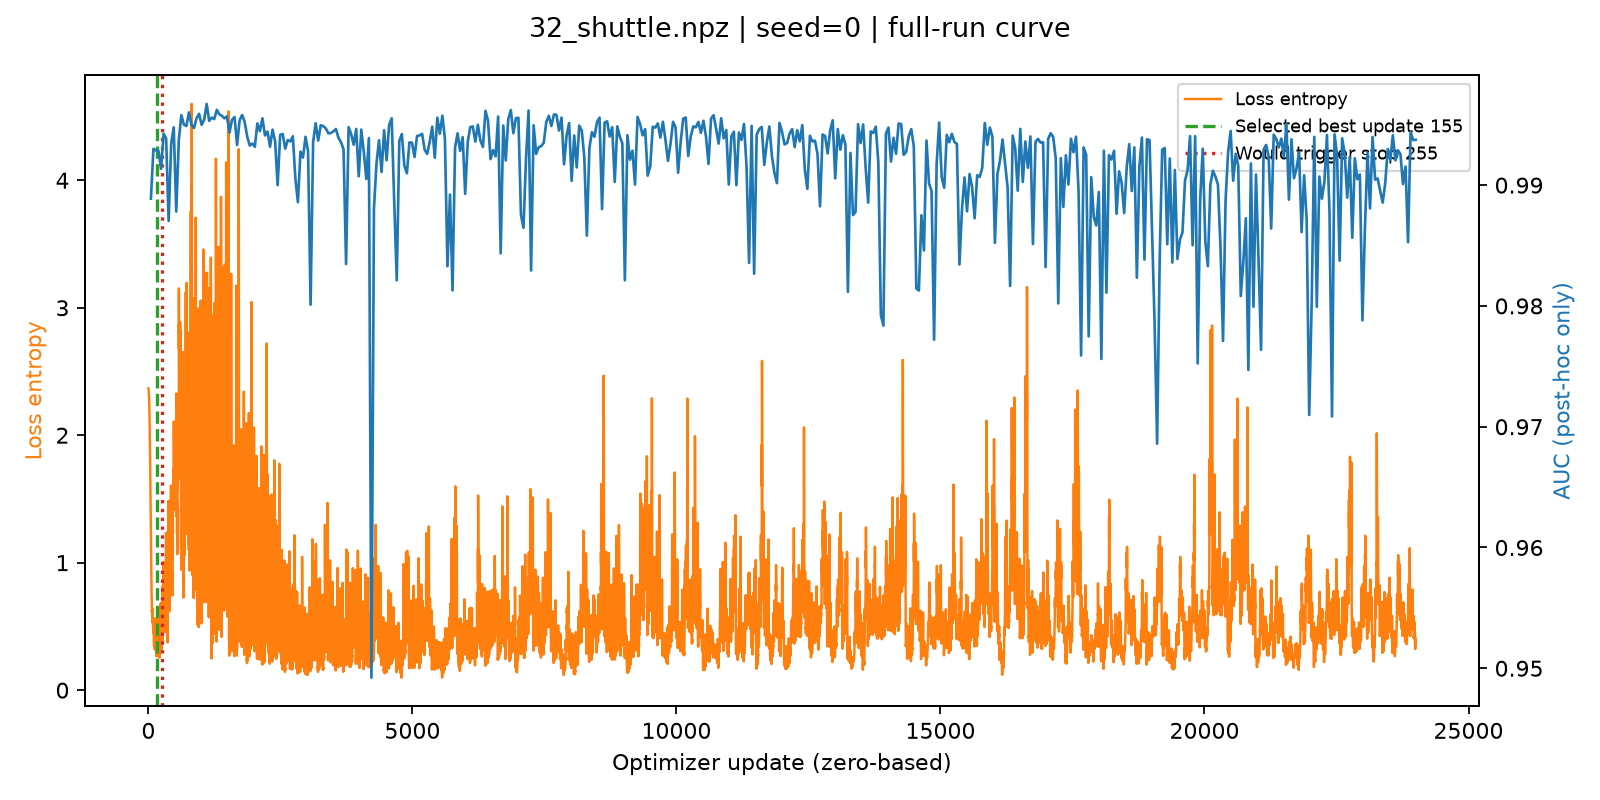 32_shuttle.npz | seed=0 | full-run curve
Loss entropy
Selected best update 155
Would trigger stop 255
4
3
2
1
0
Loss entropy
0.99
0.98
0.97
0.96
0.95
AUC (post-hoc only)
0
5000
10000
15000
20000
25000
Optimizer update (zero-based)